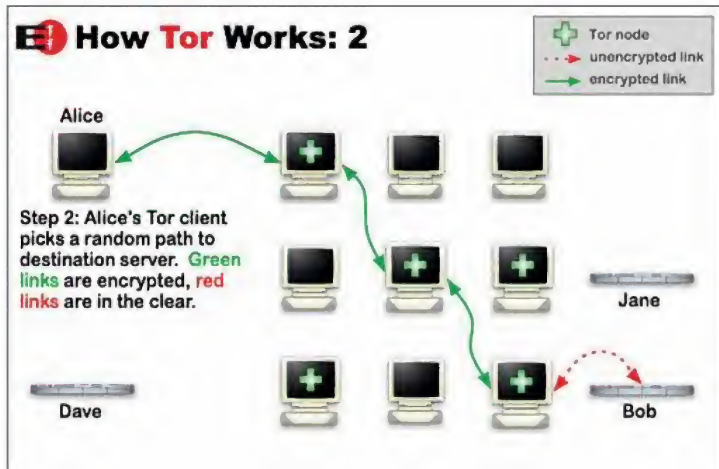 EFF How Tor Works: 2
Tor node
unencrypted link
encrypted link
Alice
Step 2: Alice's Tor client
picks a random path to
destination server. Green
links are encrypted, red
links are in the clear.
Jane
Dave
Bob